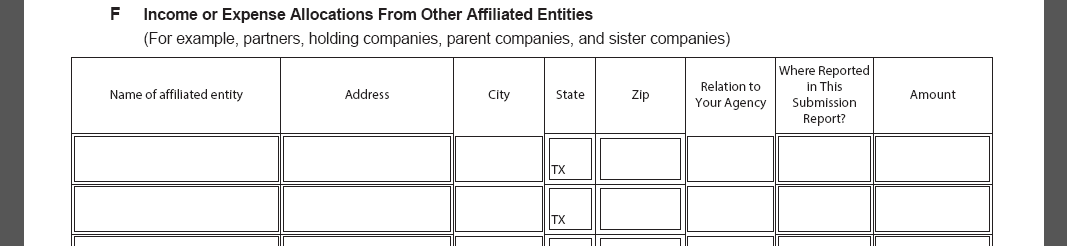 F Income or Expense Allocations From Other Affiliated Entities
(For example, partners, holding companies, parent companies, and sister companies)
Name of affiliated entity
Address
City
State
Zip
Relation to
Your Agency
Where Reported
in This
Submission
Report?
Amount
TX
TX